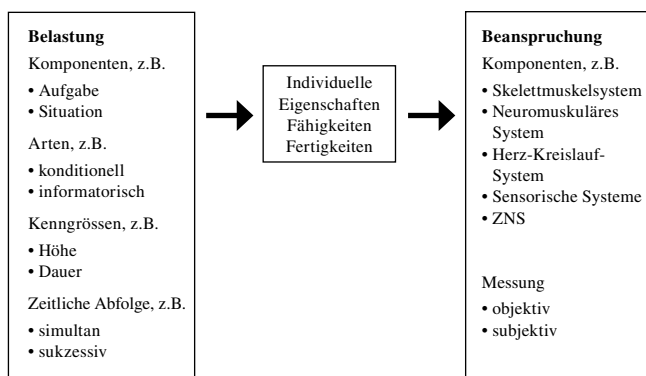 Belastung
Komponenten, z.B.
• Aufgabe
• Situation
Arten, z.B.
• konditionell
• informatorisch
Kenngrössen, z.B.
• Höhe
• Dauer
Zeitliche Abfolge, z.B.
• simultan
• sukzessiv
Individuelle
Eigenschaften
Fähigkeiten
Fertigkeiten
Beanspruchung
Komponenten, z.B.
• Skelettmuskelsystem
• Neuromuskuläres
System
• Herz-Kreislauf-
System
• Sensorische Systeme
• ZNS
Messung
• objektiv
• subjektiv